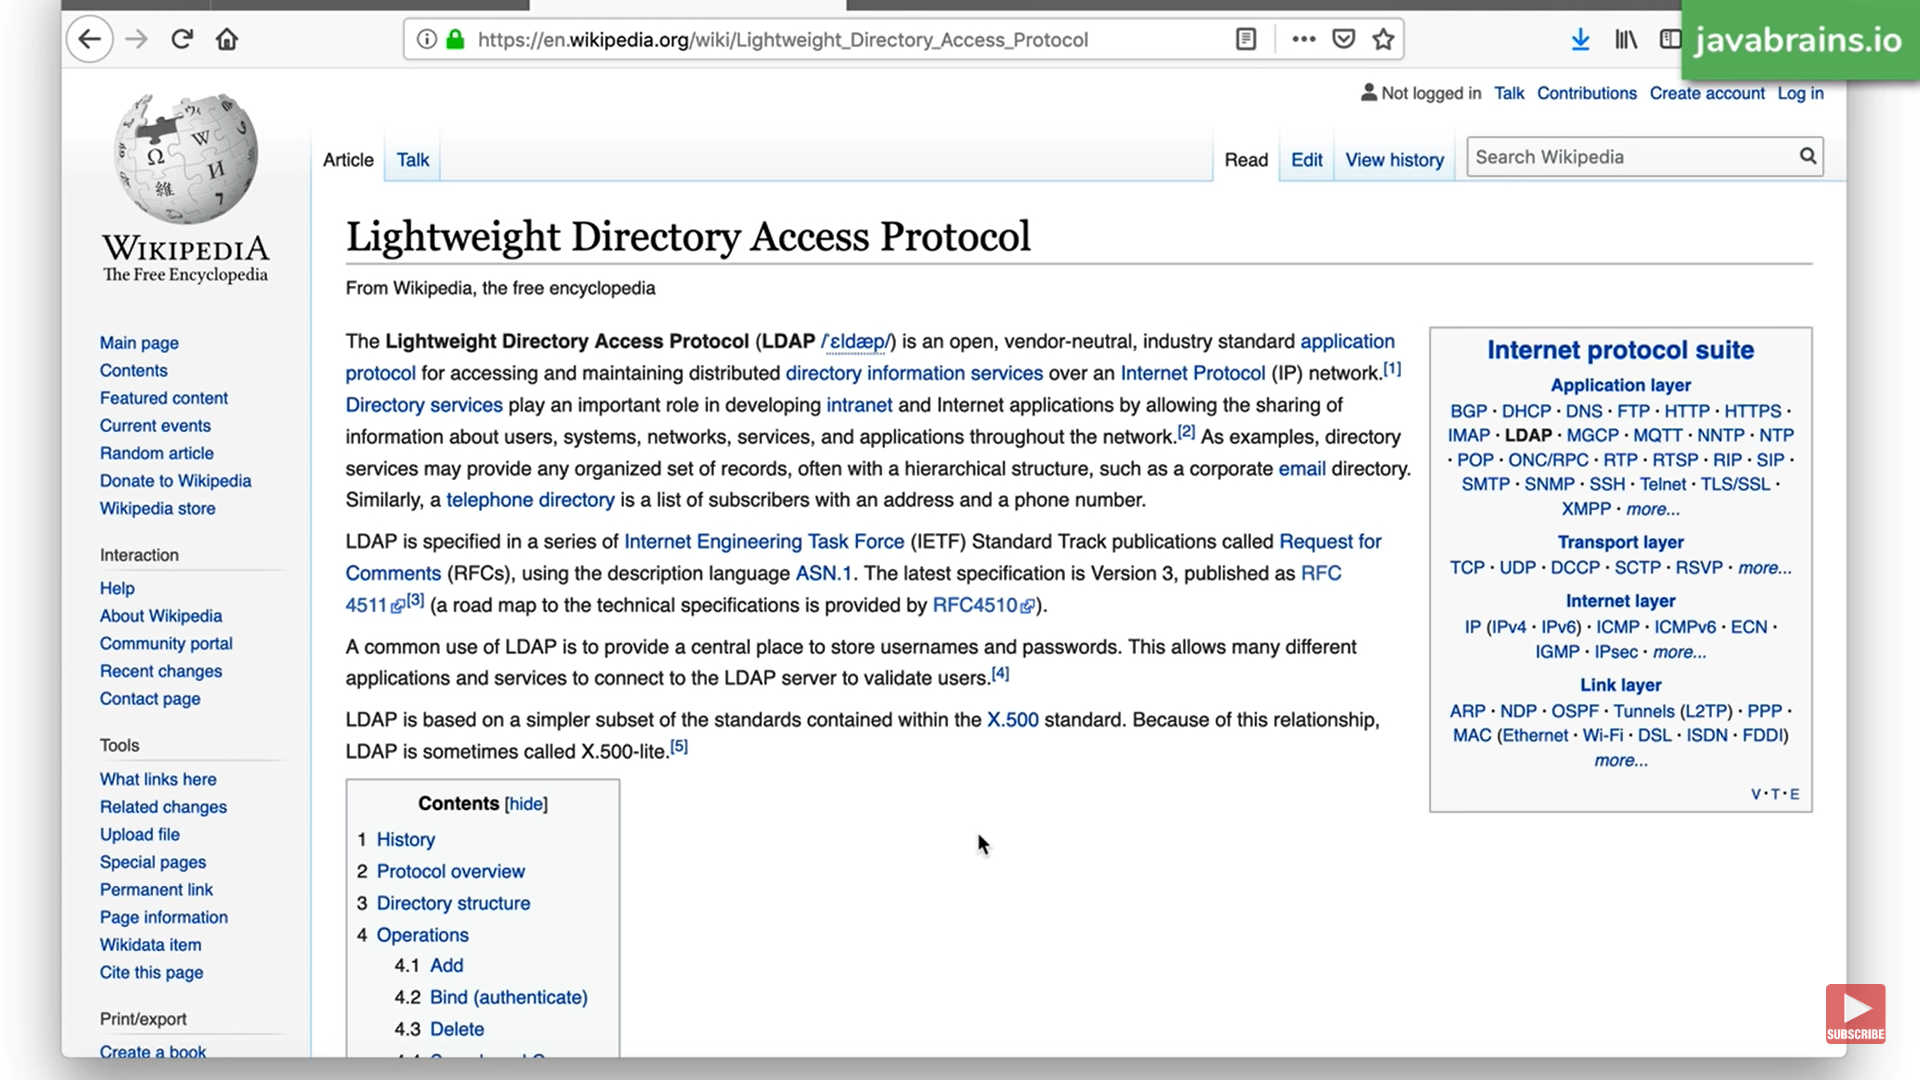 https://en.wikipedia.org/wiki/Lightweight_Directory_Access_Protocol
javabrains.io
Not logged in Talk Contributions Create account Log in
Article Talk Read Edit View history Search Wikipedia
WIKIPEDIA
The Free Encyclopedia
Main page
Contents
Featured content
Current events
Random article
Donate to Wikipedia
Wikipedia store
Interaction
Help
About Wikipedia
Community portal
Recent changes
Contact page
Tools
What links here
Related changes
Upload file
Special pages
Permanent link
Page information
Wikidata item
Cite this page
Print/export
Create a book
Lightweight Directory Access Protocol
From Wikipedia, the free encyclopedia
The Lightweight Directory Access Protocol (LDAP /ˈɛldæp/) is an open, vendor-neutral, industry standard application
protocol for accessing and maintaining distributed directory information services over an Internet Protocol (IP) network.[1]
Directory services play an important role in developing intranet and Internet applications by allowing the sharing of
information about users, systems, networks, services, and applications throughout the network.[2] As examples, directory
services may provide any organized set of records, often with a hierarchical structure, such as a corporate email directory.
Similarly, a telephone directory is a list of subscribers with an address and a phone number.
LDAP is specified in a series of Internet Engineering Task Force (IETF) Standard Track publications called Request for
Comments (RFCs), using the description language ASN.1. The latest specification is Version 3, published as RFC
4511[3] (a road map to the technical specifications is provided by RFC4510).
A common use of LDAP is to provide a central place to store usernames and passwords. This allows many different
applications and services to connect to the LDAP server to validate users.[4]
LDAP is based on a simpler subset of the standards contained within the X.500 standard. Because of this relationship,
LDAP is sometimes called X.500-lite.[5]
Contents [hide]
1 History
2 Protocol overview
3 Directory structure
4 Operations
4.1 Add
4.2 Bind (authenticate)
4.3 Delete
Internet protocol suite
Application layer
BGP · DHCP · DNS · FTP · HTTP · HTTPS ·
IMAP · LDAP · MGCP · MQTT · NNTP · NTP
· POP · ONC/RPC · RTP · RTSP · RIP · SIP ·
SMTP · SNMP · SSH · Telnet · TLS/SSL ·
XMPP · more...
Transport layer
TCP · UDP · DCCP · SCTP · RSVP · more...
Internet layer
IP (IPv4 · IPv6) · ICMP · ICMPv6 · ECN ·
IGMP · IPsec · more...
Link layer
ARP · NDP · OSPF · Tunnels (L2TP) · PPP ·
MAC (Ethernet · Wi-Fi · DSL · ISDN · FDDI)
more...
V · T · E
SUBSCRIBE